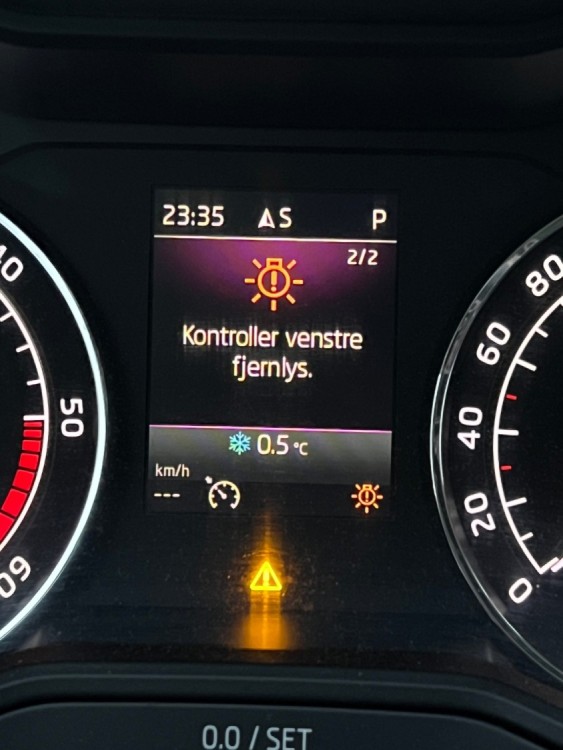 23:35 S P
2/2
Kontroller venstre
fjernlys.
0.5 °C
km/h
---
40
50
60
80
60
40
20
0
0.0 / SET